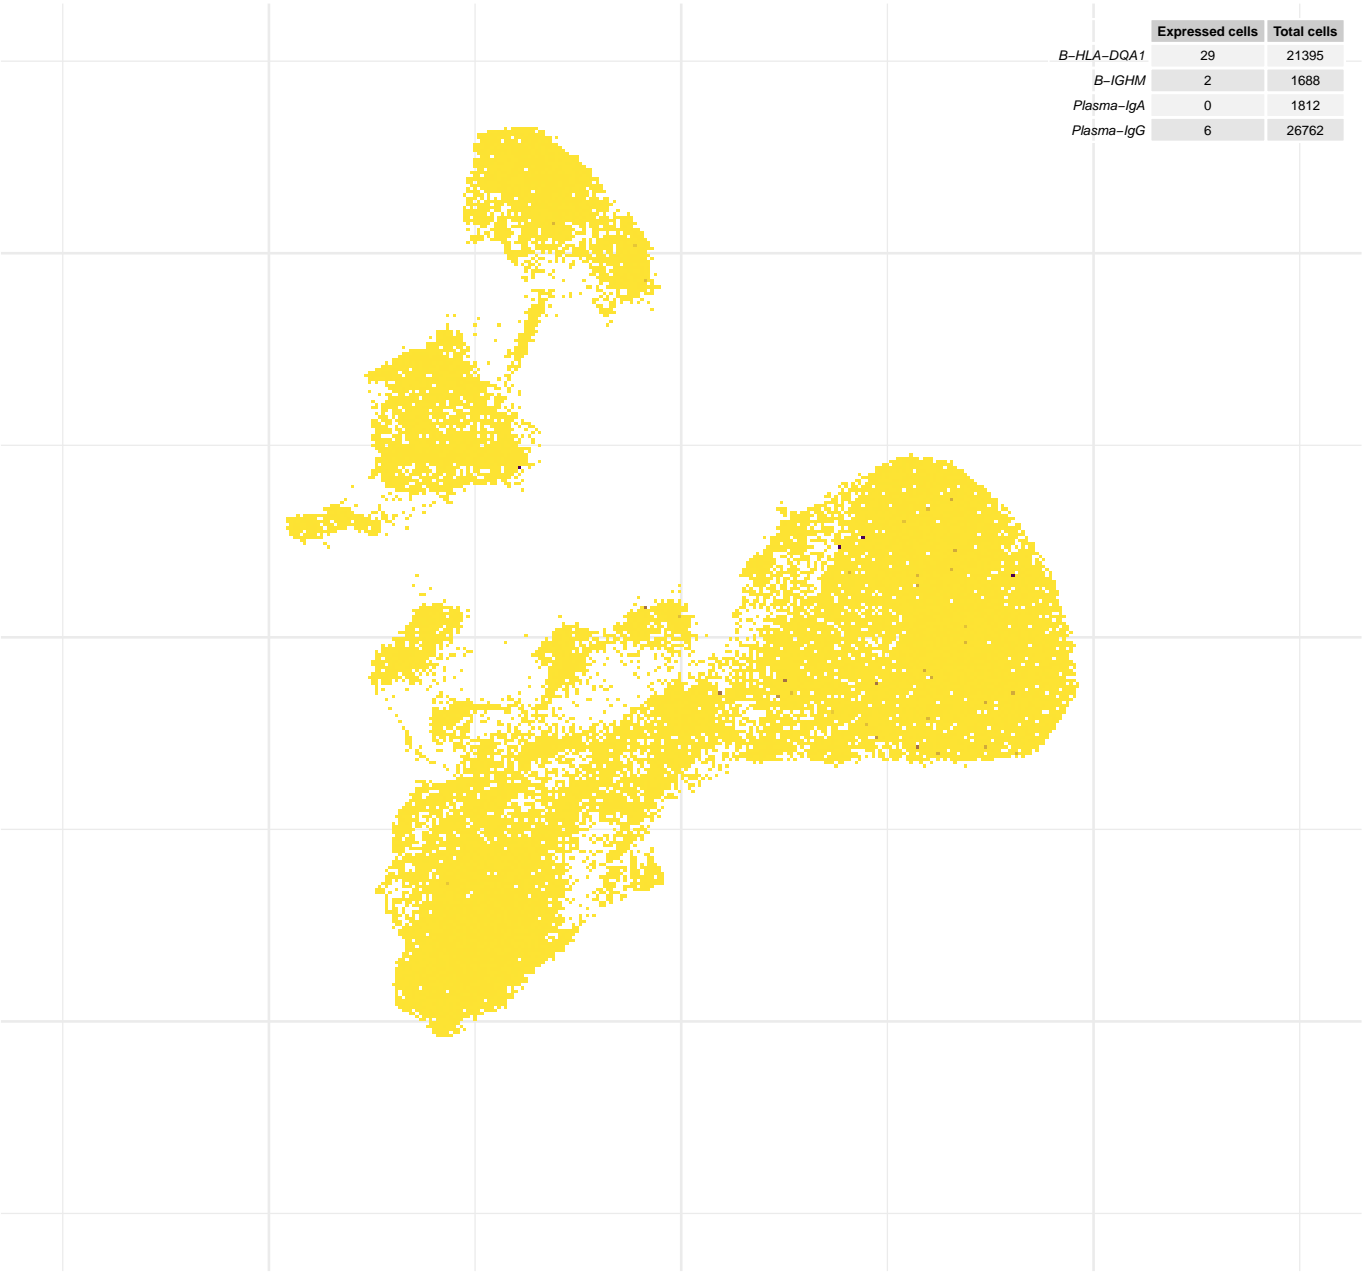 Expressed cells Total cells
B−HLA−DQA1 29 21395
B−IGHM 2 1688
Plasma−IgA 0 1812
Plasma−IgG 6 26762